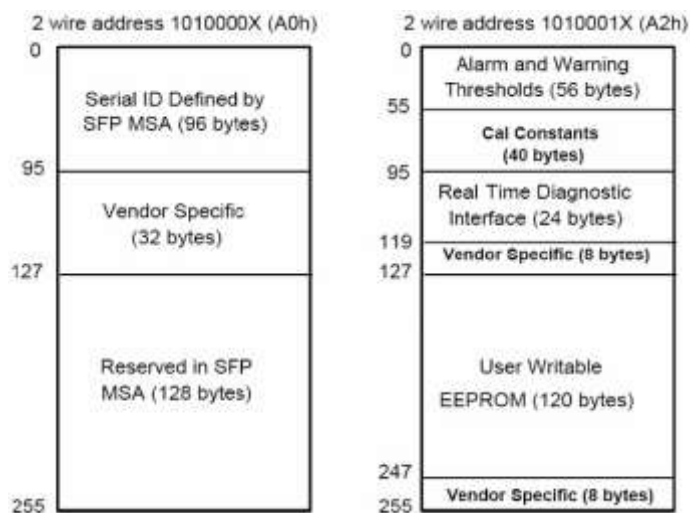 2 wire address 1010000X (A0h)
0
Serial ID Defined by
SFP MSA (96 bytes)
95
Vendor Specific
(32 bytes)
127
Reserved in SFP
MSA (128 bytes)
255
2 wire address 1010001X (A2h)
0
Alarm and Warning
Thresholds (56 bytes)
55
Cal Constants
(40 bytes)
95
Real Time Diagnostic
Interface (24 bytes)
119
Vendor Specific (8 bytes)
127
User Writable
EEPROM (120 bytes)
247
Vendor Specific (8 bytes)
255